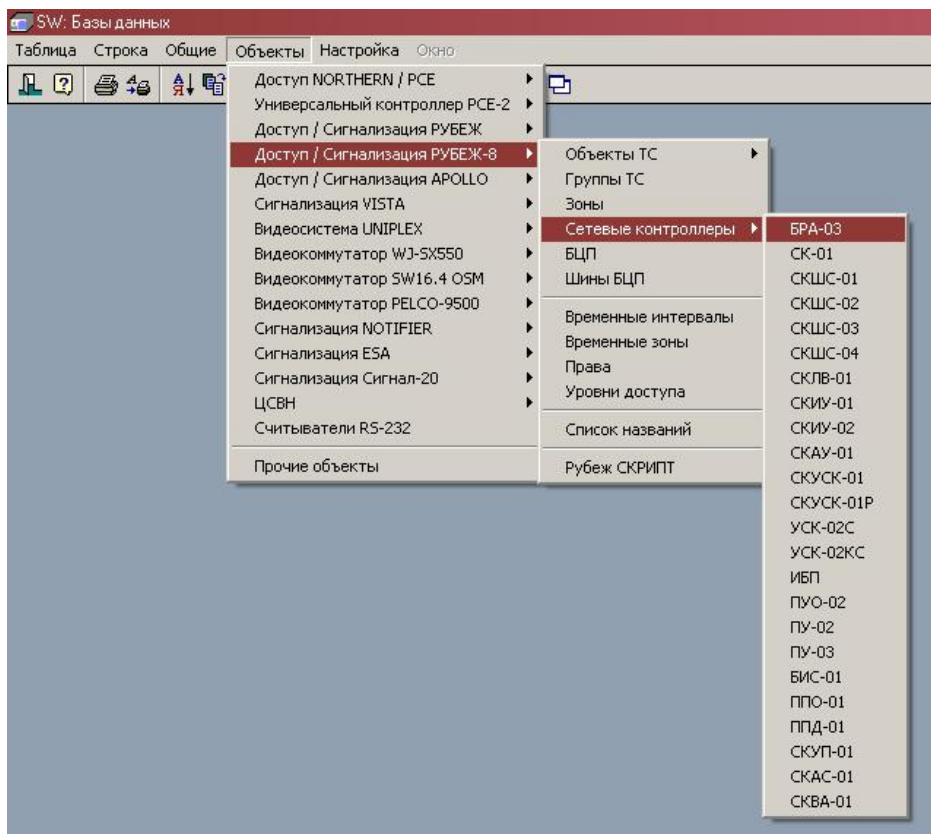 SW: Базы данных
Таблица Строка Общие Объекты Настройка Окно
Доступ NORTHERN / PCE
Универсальный контроллер PCE-2
Доступ / Сигнализация РУБЕЖ
Доступ / Сигнализация РУБЕЖ-8
Доступ / Сигнализация APOLLO
Сигнализация VISTA
Видеосистема UNIPLEX
Видеокоммутатор WJ-SX550
Видеокоммутатор SW16.4 OSM
Видеокоммутатор PELCO-9500
Сигнализация NOTIFIER
Сигнализация ESA
Сигнализация Сигнал-20
ЦСВН
Считыватели RS-232
Прочие объекты
Объекты ТС
Группы ТС
Зоны
Сетевые контроллеры
БЦП
Шины БЦП
Временные интервалы
Временные зоны
Права
Уровни доступа
Список названий
Рубеж СКРИПТ
БРА-03
СК-01
СКШС-01
СКШС-02
СКШС-03
СКШС-04
СКЛВ-01
СКИУ-01
СКИУ-02
СКАУ-01
СКУСК-01
СКУСК-01Р
УСК-02С
УСК-02КС
ИБП
ПУО-02
ПУ-02
ПУ-03
БИС-01
ППО-01
ППД-01
СКУП-01
СКАС-01
СКВА-01